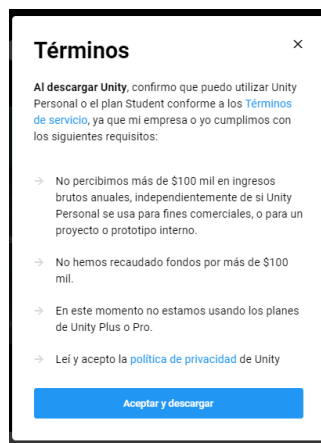 Términos
Al descargar Unity, confirmo que puedo utilizar Unity
Personal o el plan Student conforme a los Términos
de servicio, ya que mi empresa o yo cumplimos con
los siguientes requisitos:
No percibimos más de $100 mil en ingresos
brutos anuales, independientemente de si Unity
Personal se usa para fines comerciales, o para un
proyecto o prototipo interno.
No hemos recaudado fondos por más de $100
mil.
En este momento no estamos usando los planes
de Unity Plus o Pro.
Leí y acepto la política de privacidad de Unity
Aceptar y descargar